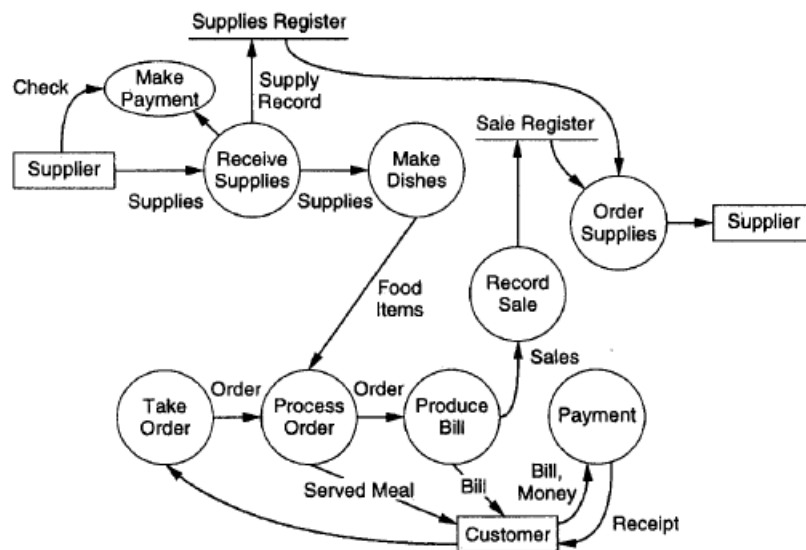 Supplies Register
Check
Make
Payment
Supply
Record
Sale Register
Supplier
Receive
Supplies
Make
Dishes
Supplies
Supplies
Order
Supplies
Supplier
Food
Items
Record
Sale
Sales
Take
Order
Order
Process
Order
Order
Produce
Bill
Payment
Served Meal
Bill
Bill,
Money
Customer
Receipt